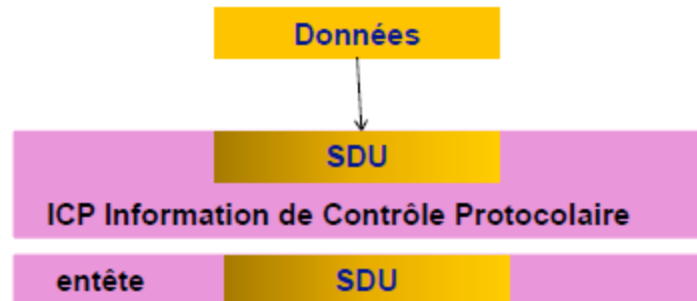 Données
SDU
ICP Information de Contrôle Protocolaire
entête SDU